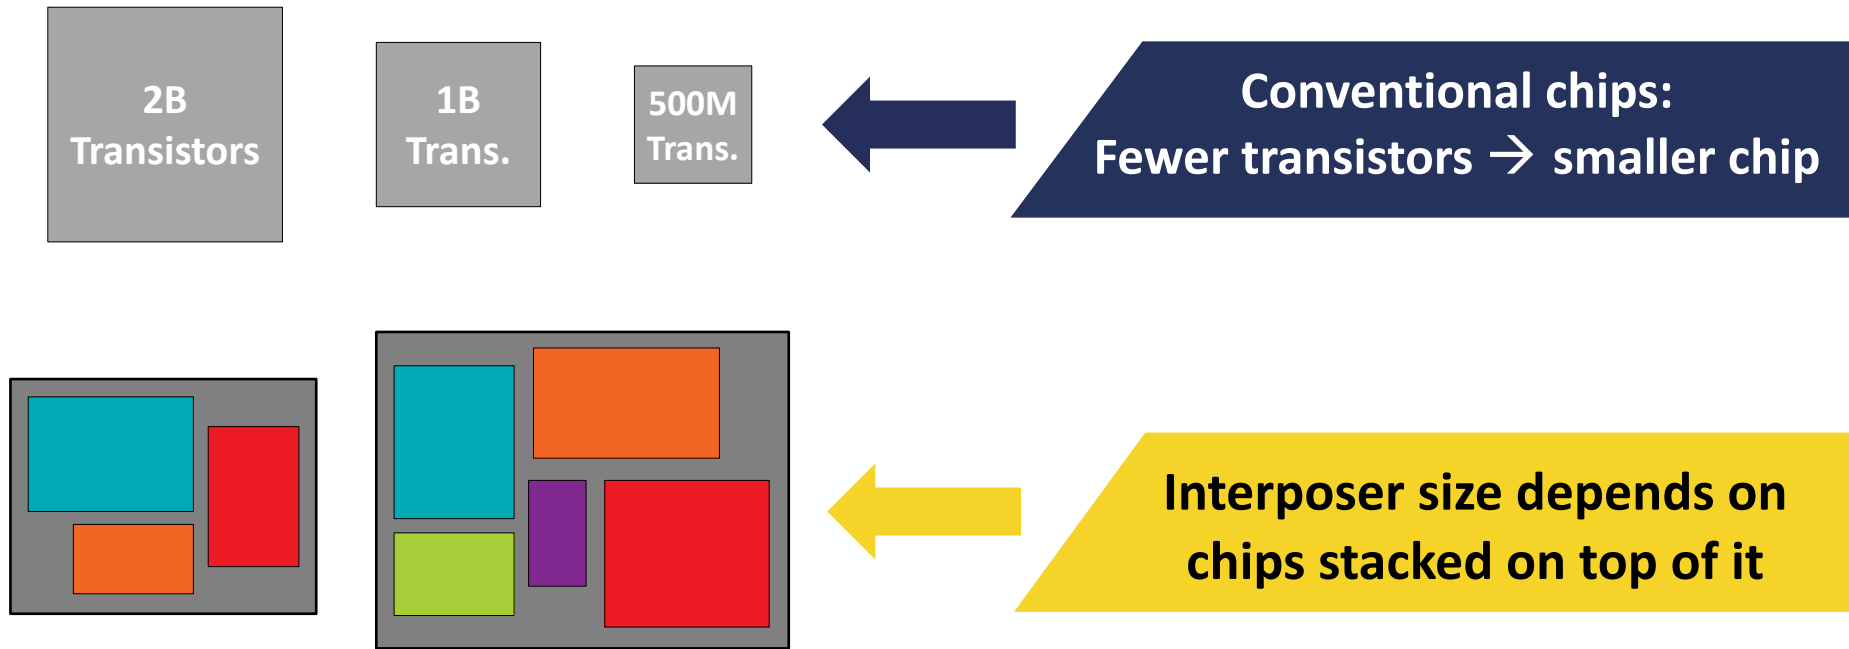 2B
Transistors
1B
Trans.
500M
Trans.
Conventional chips:
Fewer transistors → smaller chip
Interposer size depends on
chips stacked on top of it